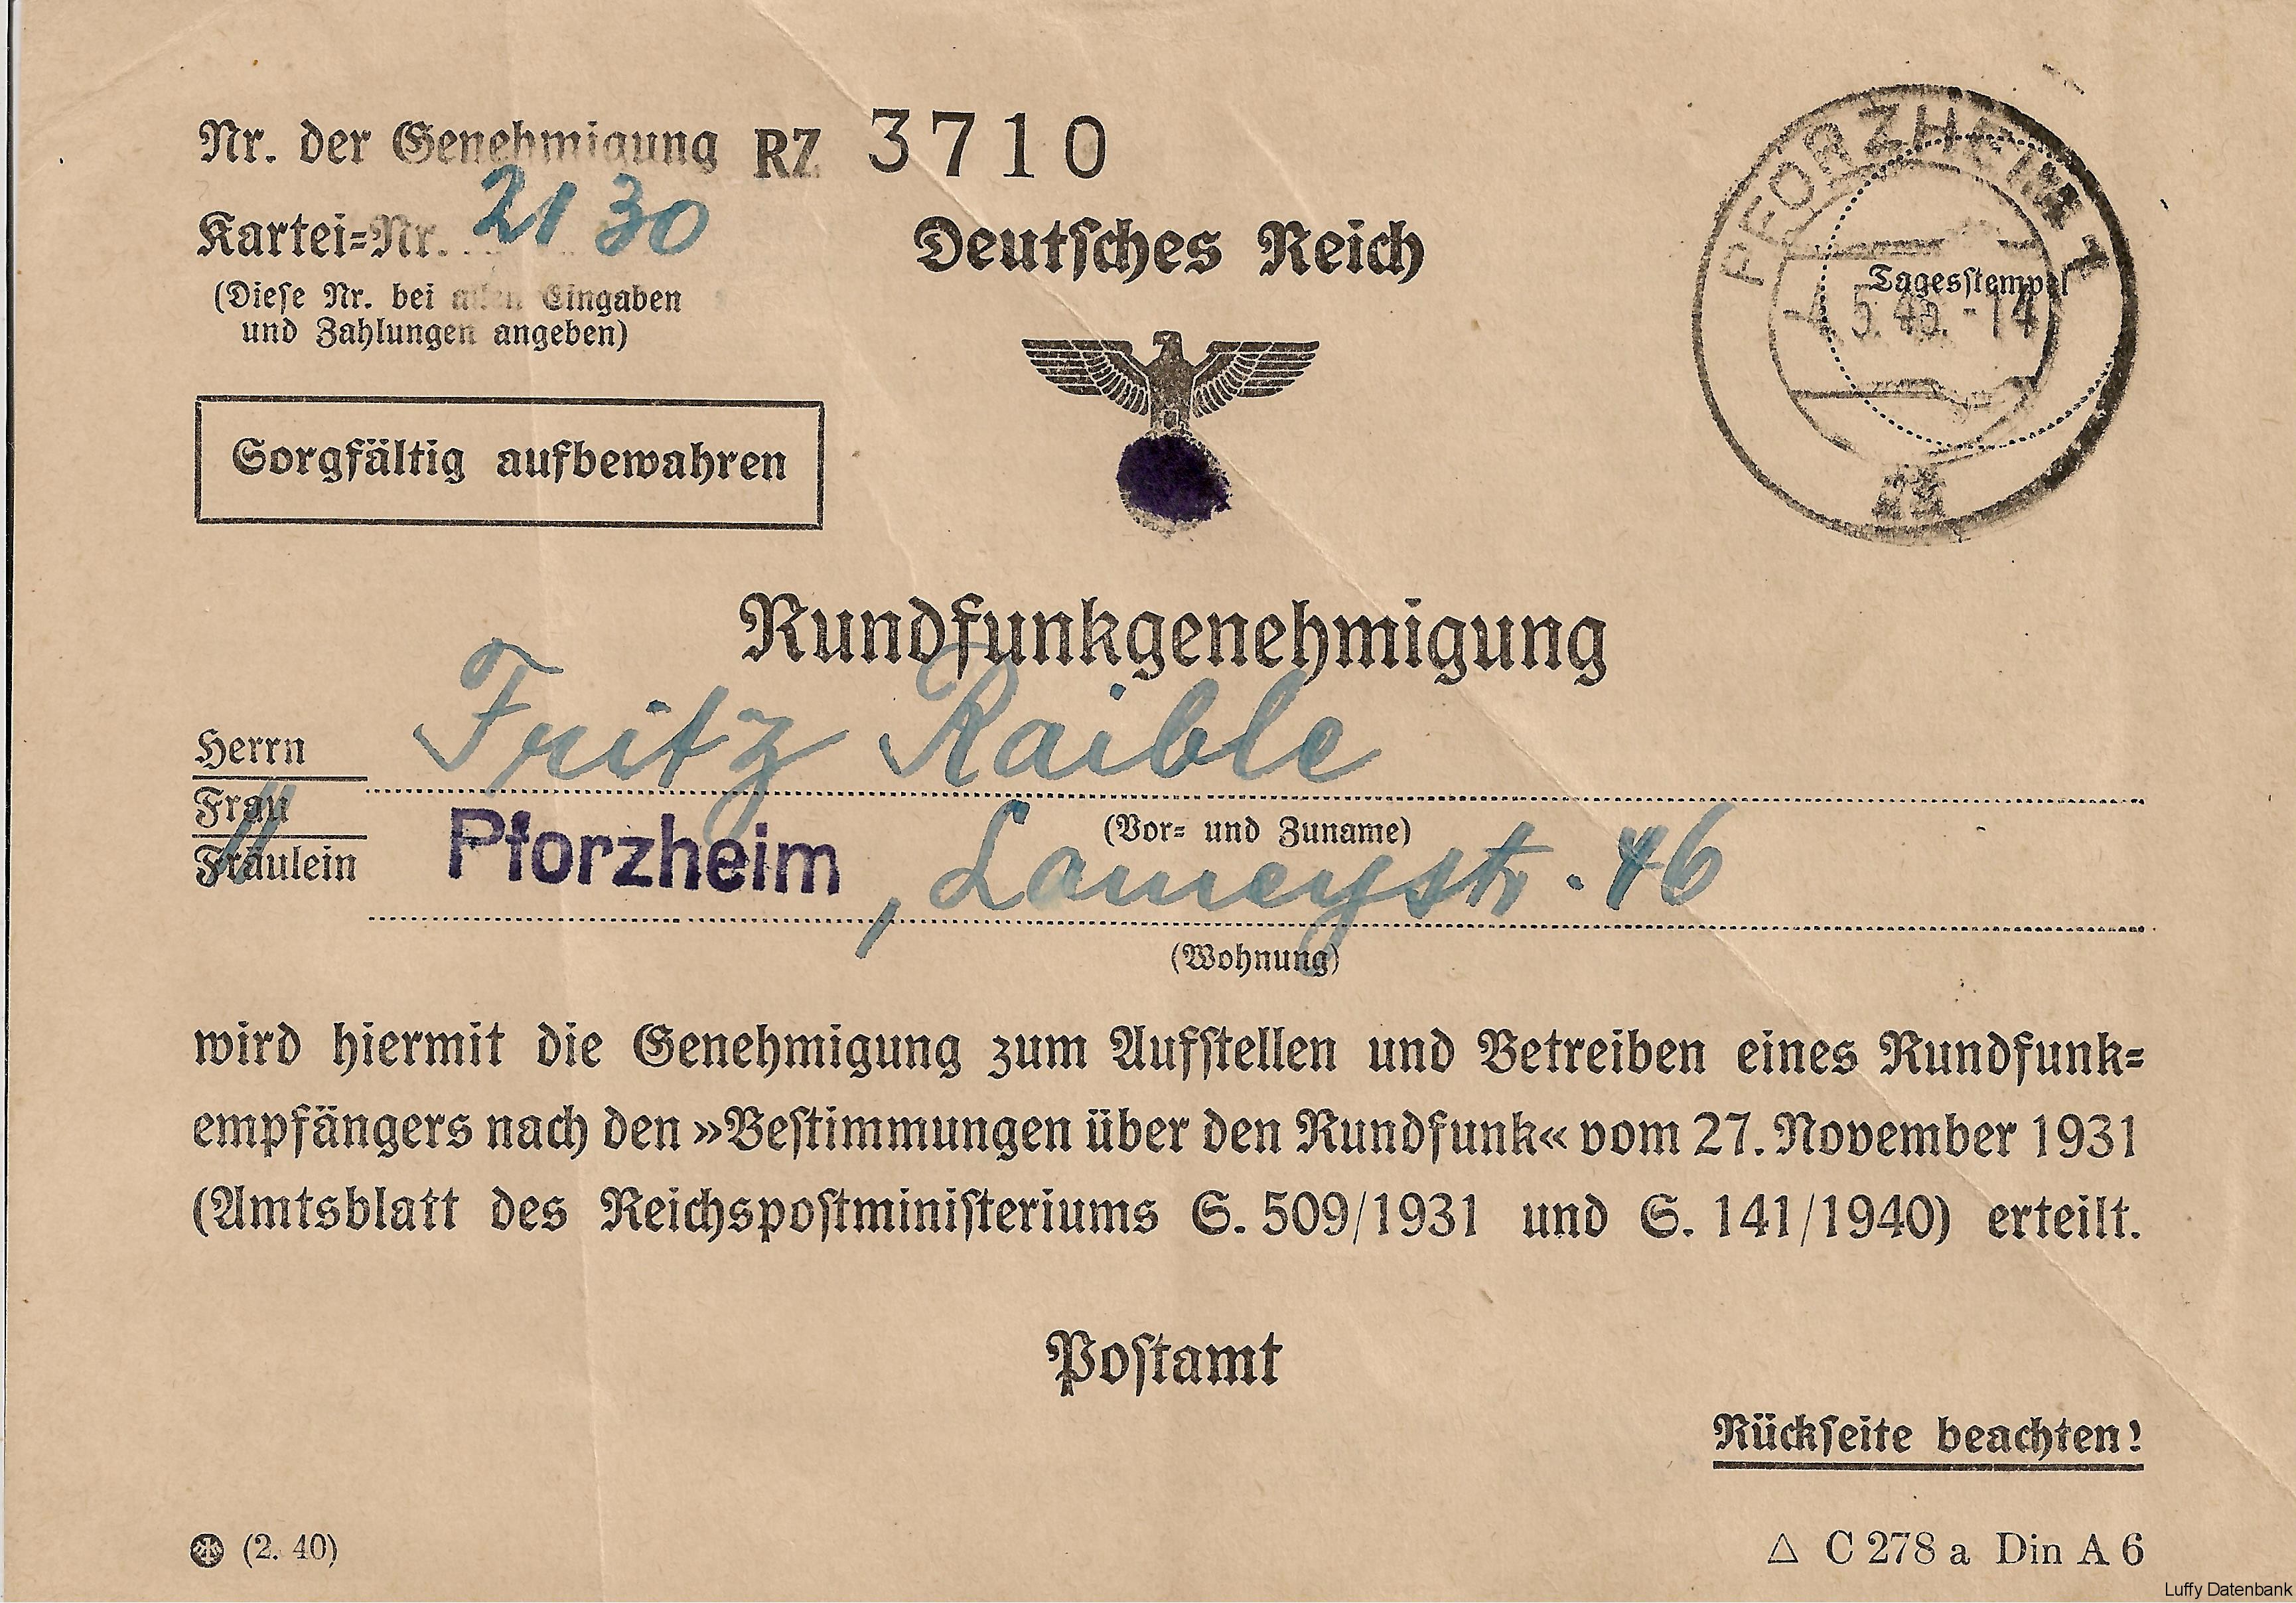 Nr. der Genehmigung RZ 3710
Kartei-Nr. 2130
(Diese Nr. bei allen Eingaben
und Zahlungen angeben)
Sorgfältig aufbewahren
Deutsches Reich
PFORZHEIM
Tagesstempel
Rundfunkgenehmigung
Herrn
Frau
Fräulein
Fritz Raible
(Vor- und Zuname)
Pforzheim, Lameystr. 46
(Wohnung)
wird hiermit die Genehmigung zum Aufstellen und Betreiben eines Rundfunk-
empfängers nach den »Bestimmungen über den Rundfunk« vom 27. November 1931
(Amtsblatt des Reichspostministeriums S. 509/1931 und S. 141/1940) erteilt.
Postamt
Rückseite beachten!
(2. 40)
△ C 278 a Din A 6
Luffy Datenbank